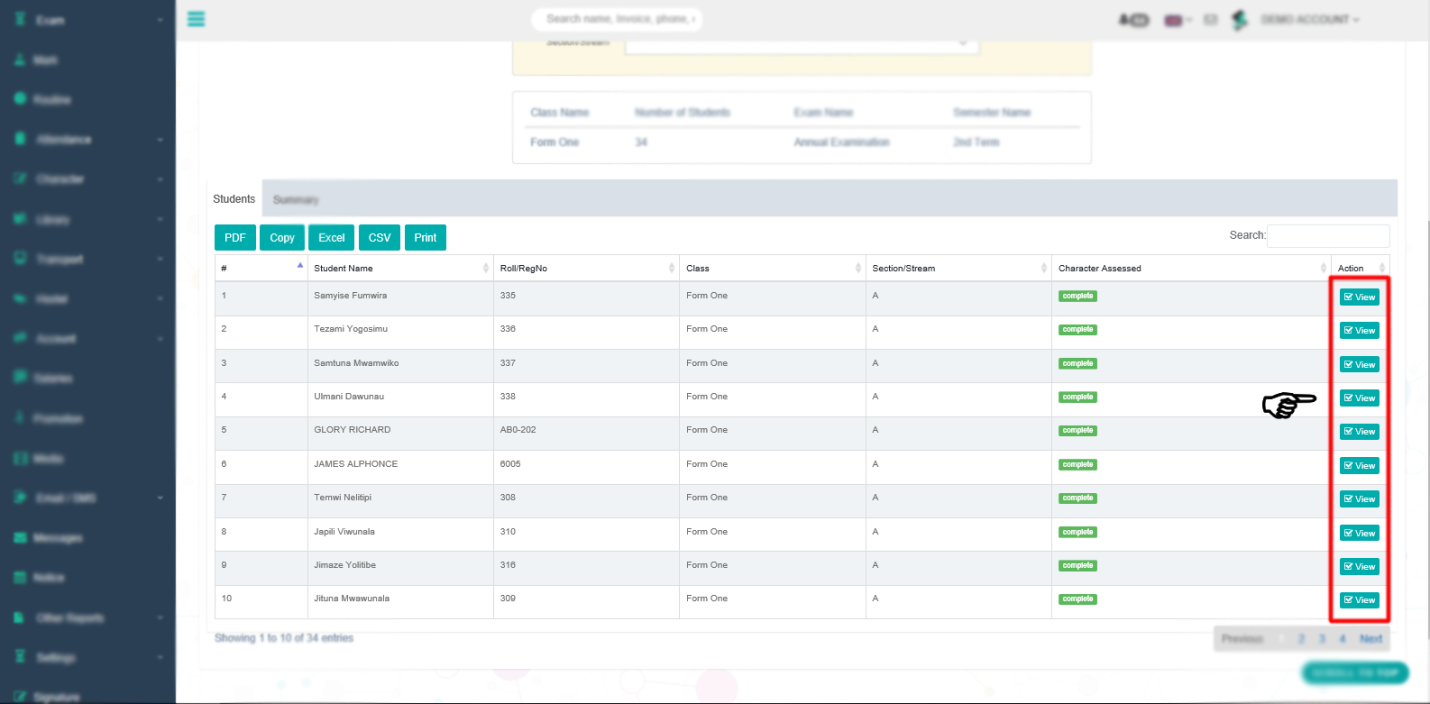 Exam
Search name, Invoice, phone,
DEMO ACCOUNT
Mark
Routine
Attendance
Character
Library
Transport
Hostel
Account
Salaries
Promotion
Media
Email / SMS
Messages
Notice
Other Reports
Settings
Signature
Section/Stream
Class Name Number of Students Exam Name Semester Name
Form One 34 Annual Examination 2nd Term
Students Summary
PDF Copy Excel CSV Print Search:
# Student Name Roll/RegNo Class Section/Stream Character Assessed Action
1 Samyise Fumwira 335 Form One A complete View
2 Tezami Yogosimu 336 Form One A complete View
3 Samtuna Mwamwiko 337 Form One A complete View
4 Ulmani Dawunau 338 Form One A complete View
5 GLORY RICHARD AB0-202 Form One A complete View
6 JAMES ALPHONCE 6005 Form One A complete View
7 Temwi Nelitipi 308 Form One A complete View
8 Japili Viwunala 310 Form One A complete View
9 Jimaze Yolitibe 316 Form One A complete View
10 Jituna Mwawunala 309 Form One A complete View
Showing 1 to 10 of 34 entries
Previous 1 2 3 4 Next
SCROLL TO TOP